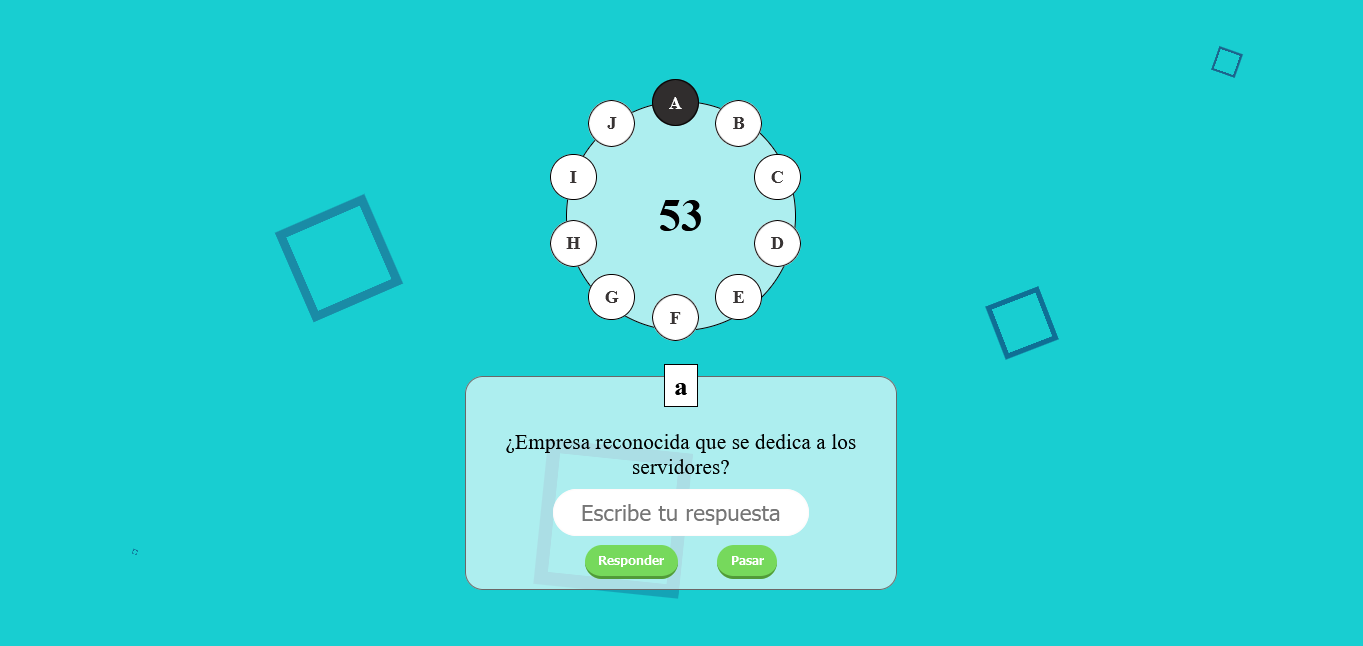 A
J
B
I
C
53
H
D
G
E
F
a
¿Empresa reconocida que se dedica a los
servidores?
Escribe tu respuesta
Responder
Pasar